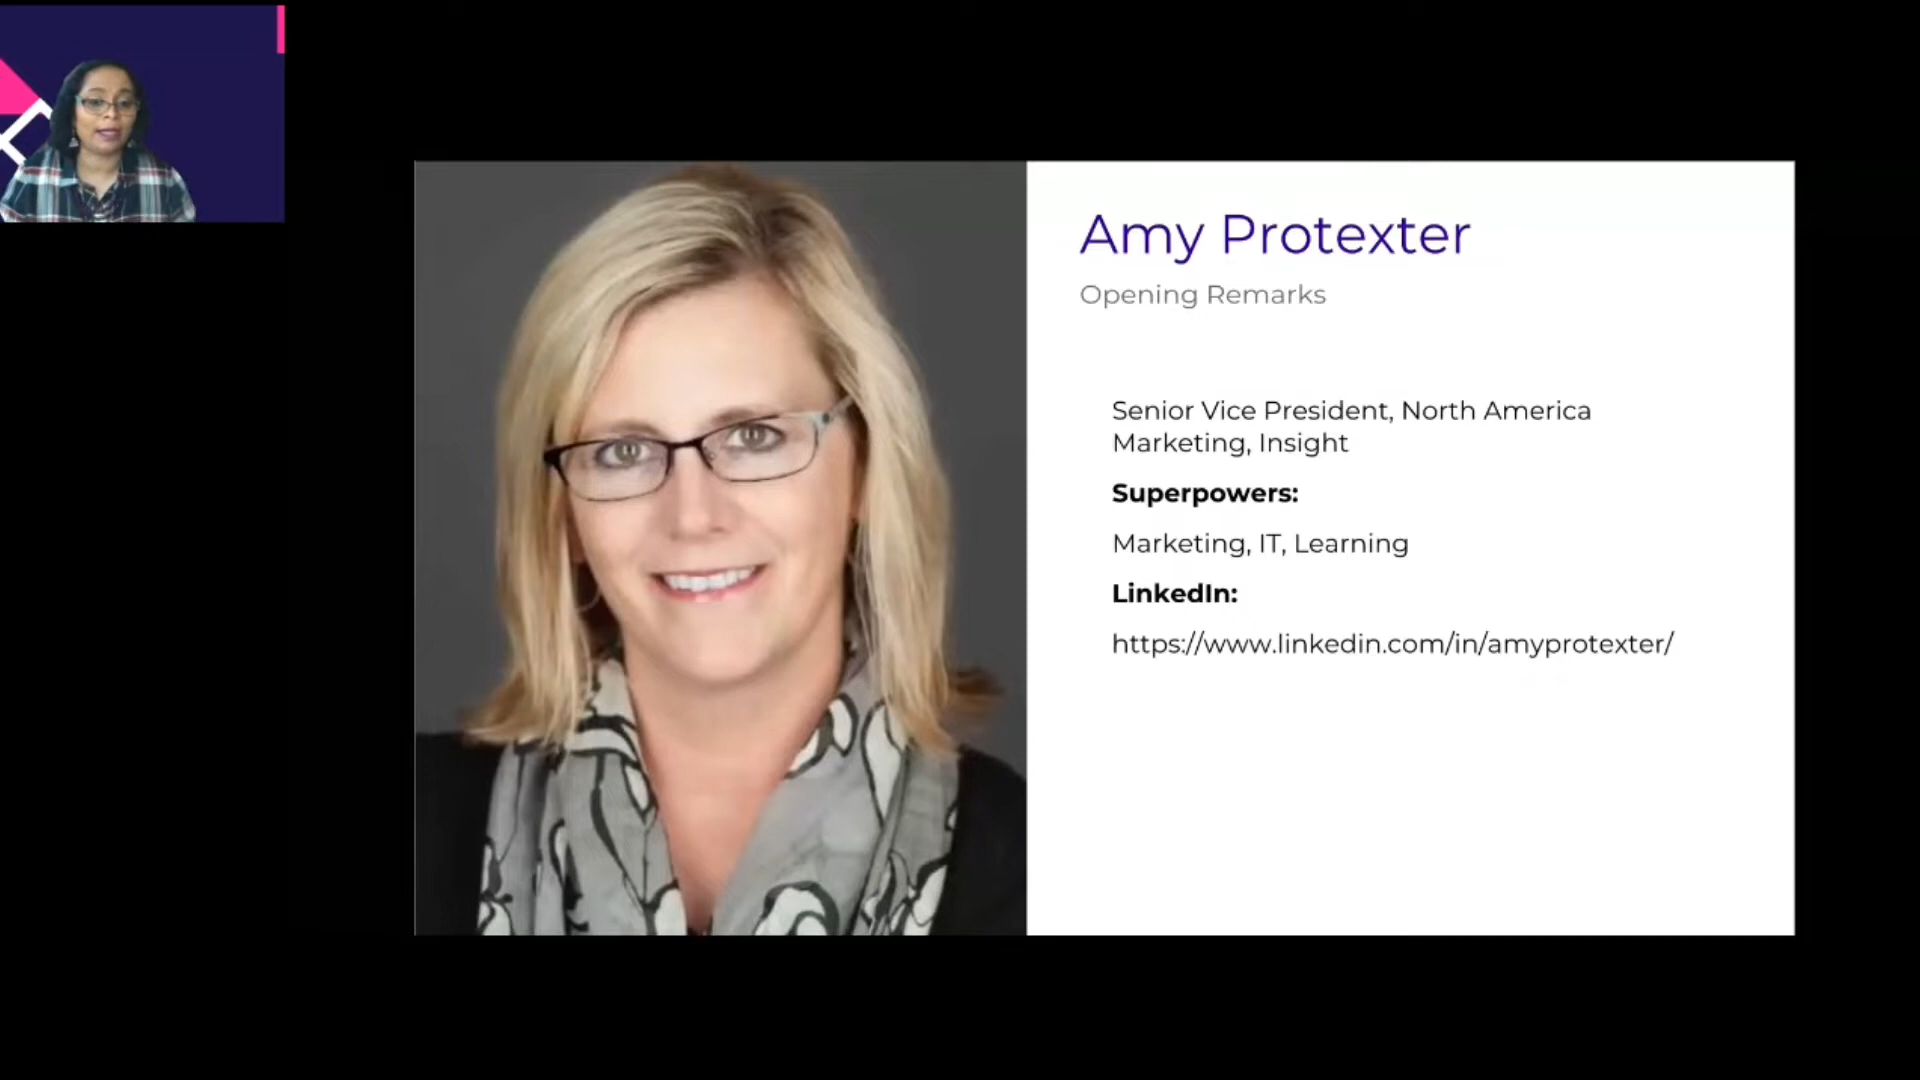 Amy Protexter
Opening Remarks
Senior Vice President, North America
Marketing, Insight
Superpowers:
Marketing, IT, Learning
LinkedIn:
https://www.linkedin.com/in/amyprotexter/